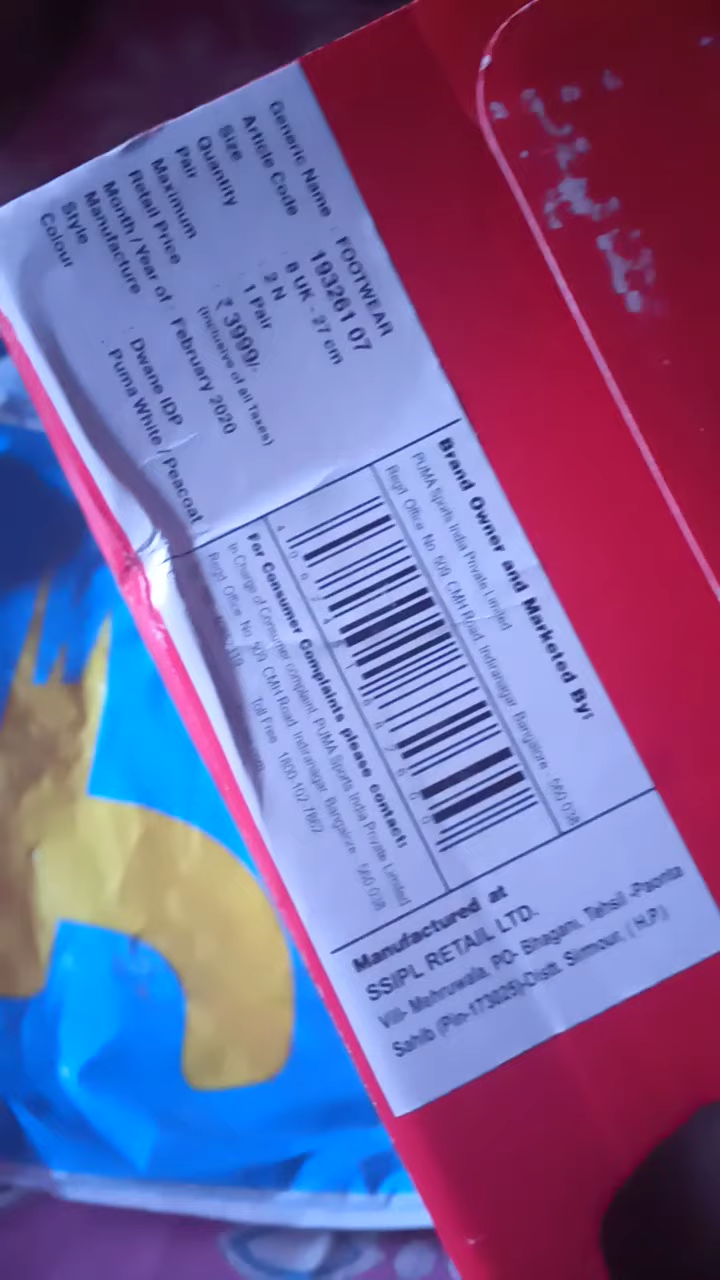 Generic Name : FOOTWEAR
Article Code : 193261 07
Size : 8 UK - 27 cm
Quantity : 2 N
Pair : 1 Pair
Maximum
Retail Price : ₹ 3999/-
(Inclusive of all Taxes)
Month / Year of
Manufacture : February 2020
Style : Dwane IDP
Colour : Puma White / Peacoat
Brand Owner and Marketed By:
PUMA Sports India Private Limited
Regd. Office: No. 509, CMH Road, Indiranagar, Bangalore - 560 038
For Consumer Complaints please contact:
In Charge of Consumer complaint, PUMA Sports India Private Limited
Regd. Office: No. 509, CMH Road, Indiranagar, Bangalore - 560 038
Toll Free : 1800-102-7862
Manufactured at
SSIPL RETAIL LTD.
Vill- Mehruwala, PO- Bhagani, Tehsil -Paonta
Sahib (Pin-173025)-Distt. Sirmour, ( H.P.)